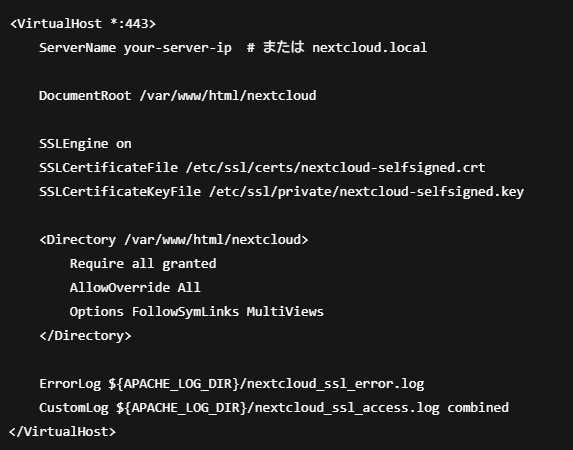 <VirtualHost *:443>
    ServerName your-server-ip  # または nextcloud.local

    DocumentRoot /var/www/html/nextcloud

    SSLEngine on
    SSLCertificateFile /etc/ssl/certs/nextcloud-selfsigned.crt
    SSLCertificateKeyFile /etc/ssl/private/nextcloud-selfsigned.key

    <Directory /var/www/html/nextcloud>
        Require all granted
        AllowOverride All
        Options FollowSymLinks MultiViews
    </Directory>

    ErrorLog ${APACHE_LOG_DIR}/nextcloud_ssl_error.log
    CustomLog ${APACHE_LOG_DIR}/nextcloud_ssl_access.log combined
</VirtualHost>